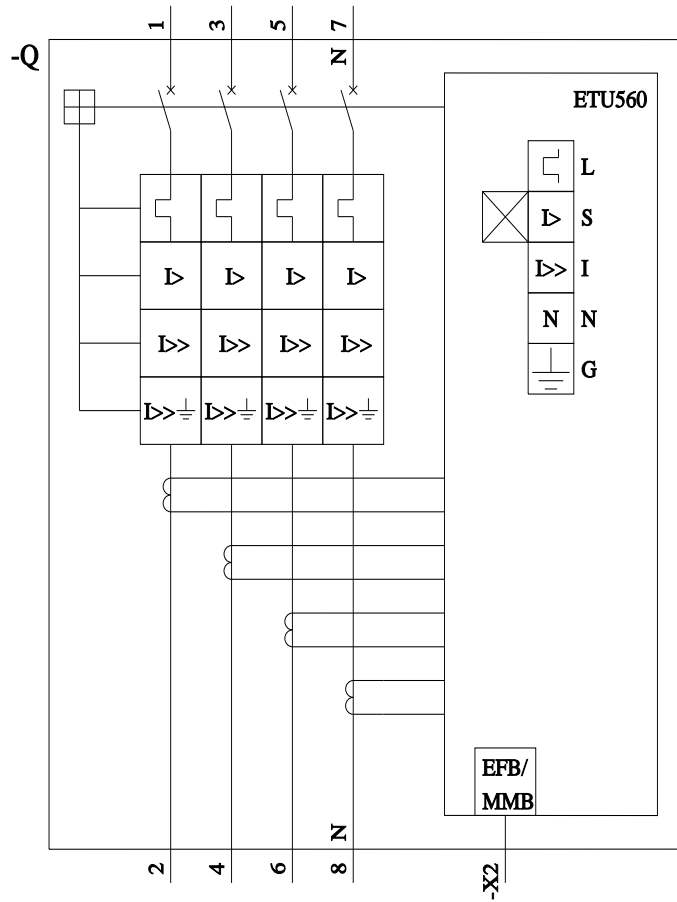 1 3 5 7
-Q
N
ETU560
L
I> S
I> I> I> I>
I>> I
N N
I>> I>> I>> I>>
G
I>> I>> I>> I>>
EFB/
MMB
N
2 4 6 8
-X2